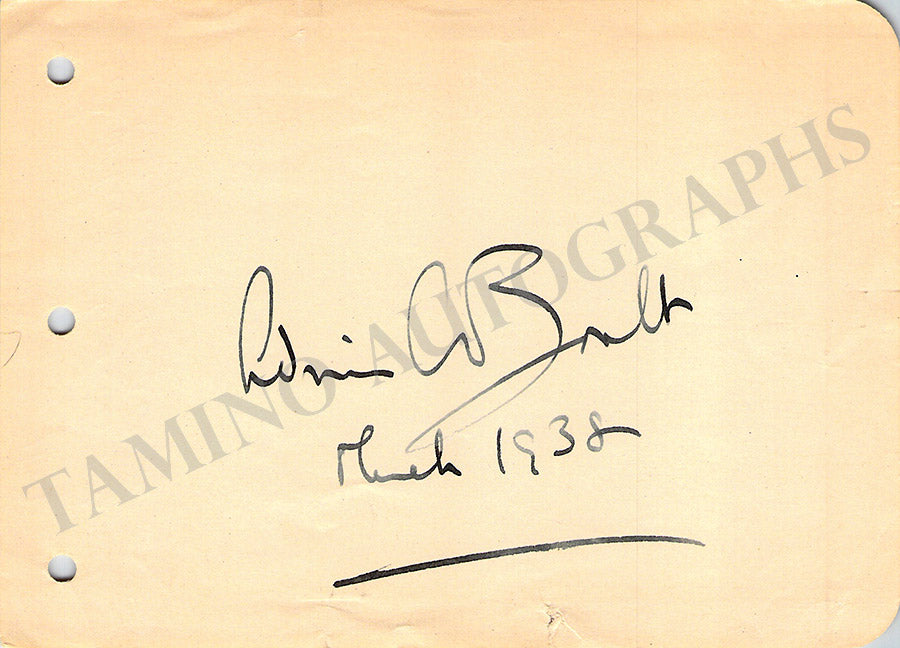 Adrian C Boult
March 1938
TAMINO AUTOGRAPHS